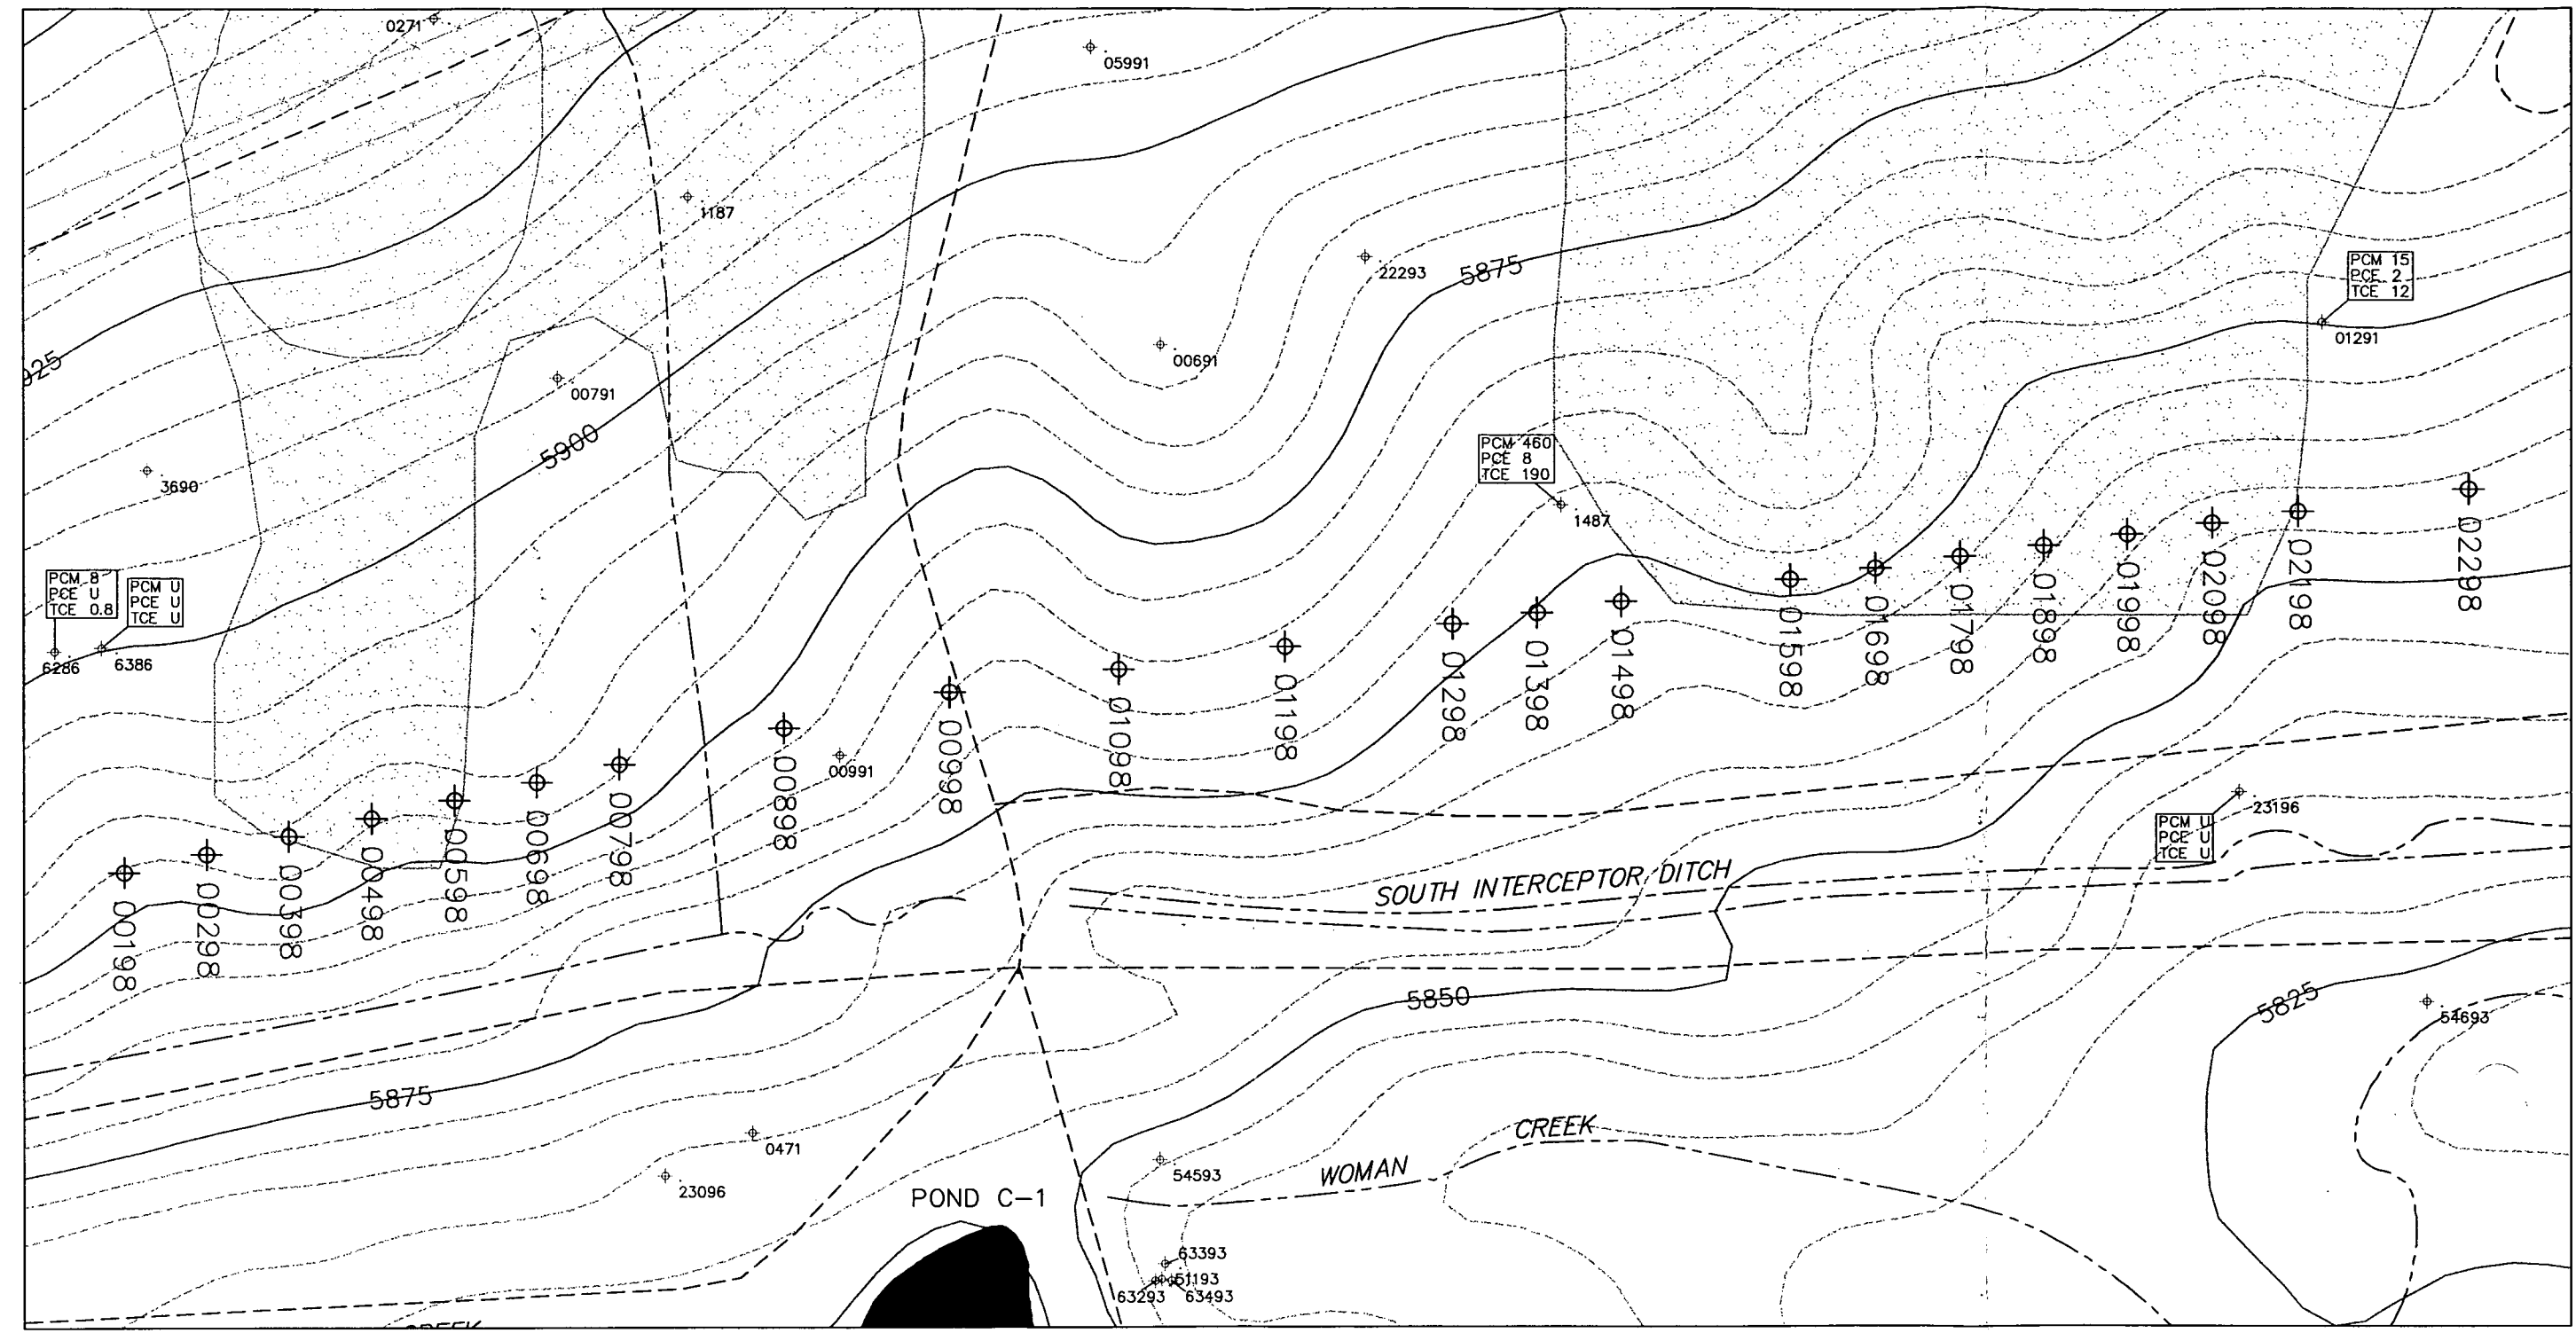 0271
05991
1187
22293
5875
PCM 15
PCE 2
TCE 12
01291
925
00691
00791
5900
3690
PCM 460
PCE 8
TCE 190
1487
PCM 8
PCE U
TCE 0.8
PCM U
PCE U
TCE U
6286
6386
00198
00298
00398
00498
00598
00698
00798
00898
00991
00998
01098
01198
01298
01398
01498
01598
01698
01798
01898
01998
02098
02198
02298
23196
PCM U
PCE U
TCE U
SOUTH INTERCEPTOR DITCH
5850
5825
54693
5875
0471
23096
54593
WOMAN CREEK
POND C-1
63393
51193
63293
63493
CREEK